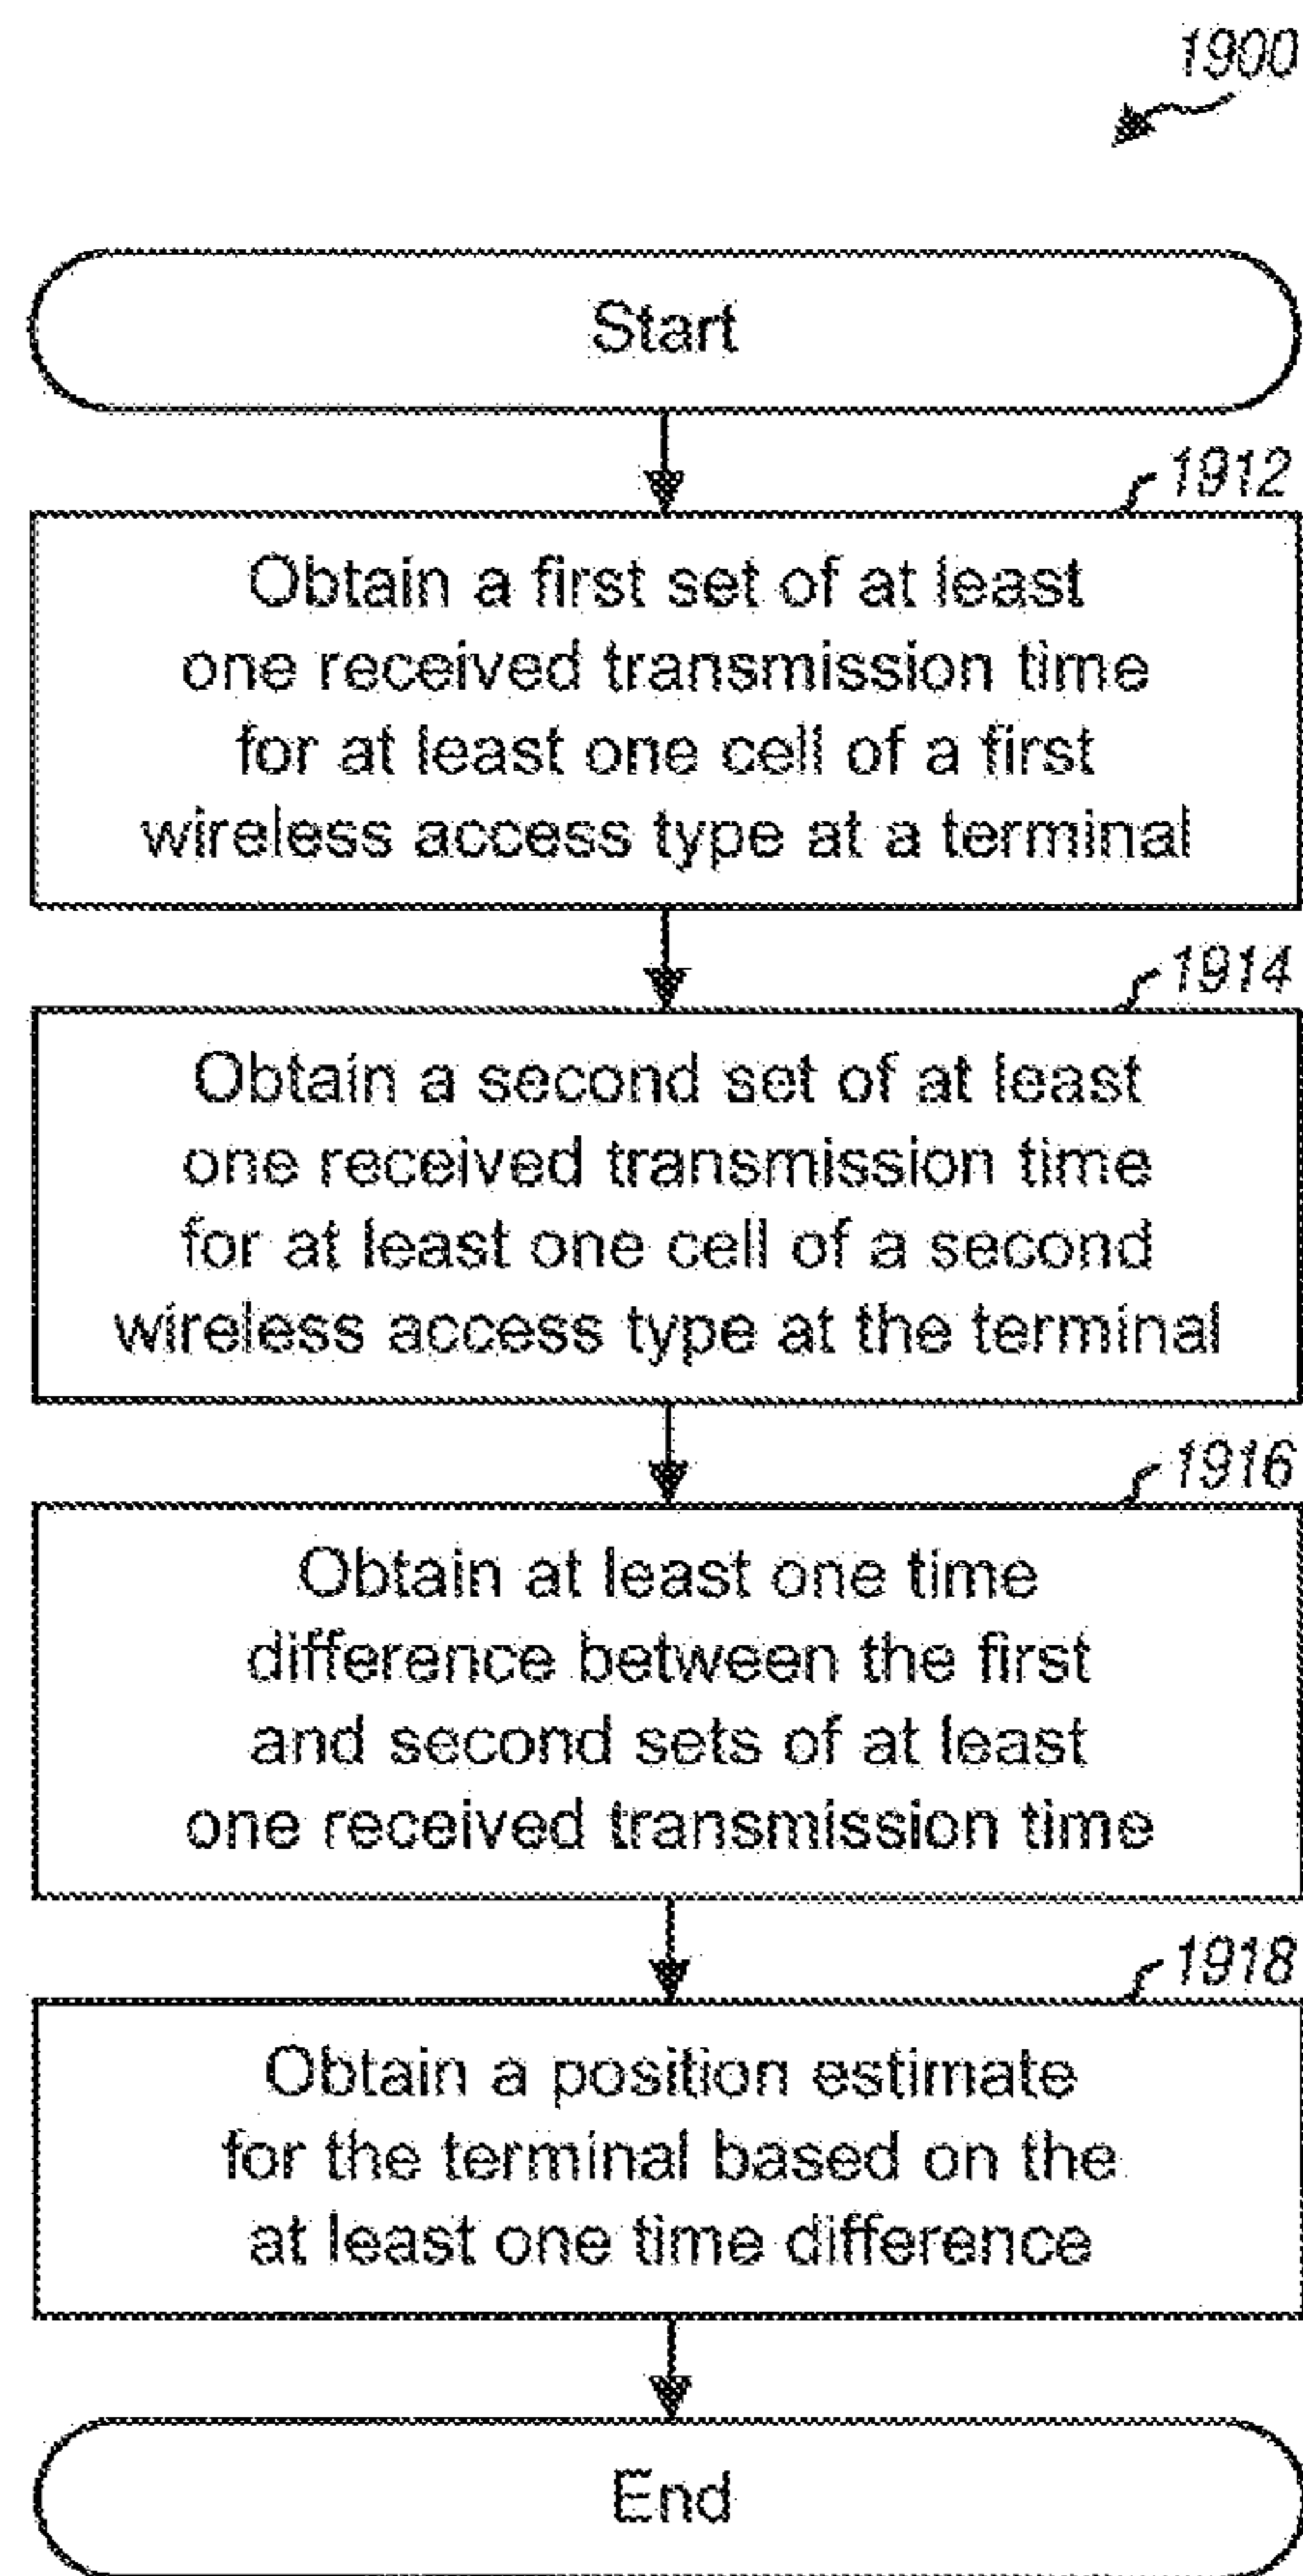 1900
Start
1912
Obtain a first set of at least
one received transmission time
for at least one cell of a first
wireless access type at a terminal
1914
Obtain a second set of at least
one received transmission time
for at least one cell of a second
wireless access type at the terminal
1916
Obtain at least one time
difference between the first
and second sets of at least
one received transmission time
1918
Obtain a position estimate
for the terminal based on the
at least one time difference
End